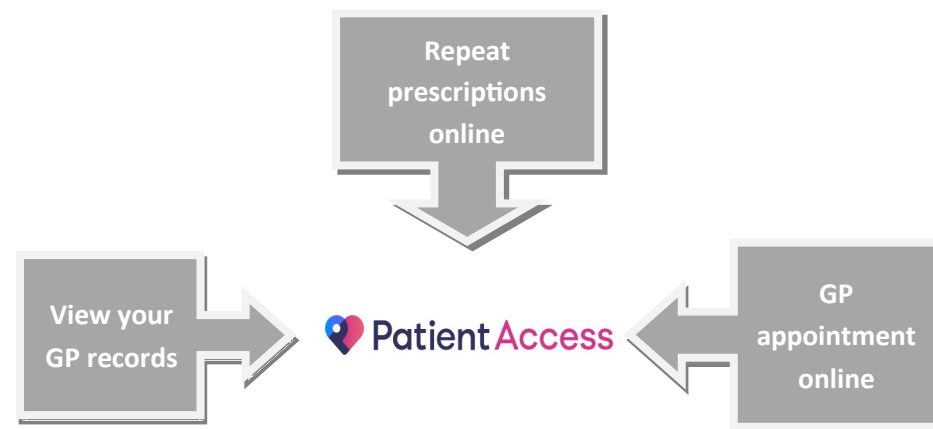 Repeat
prescriptions
online
View your
GP records
Patient Access
GP
appointment
online